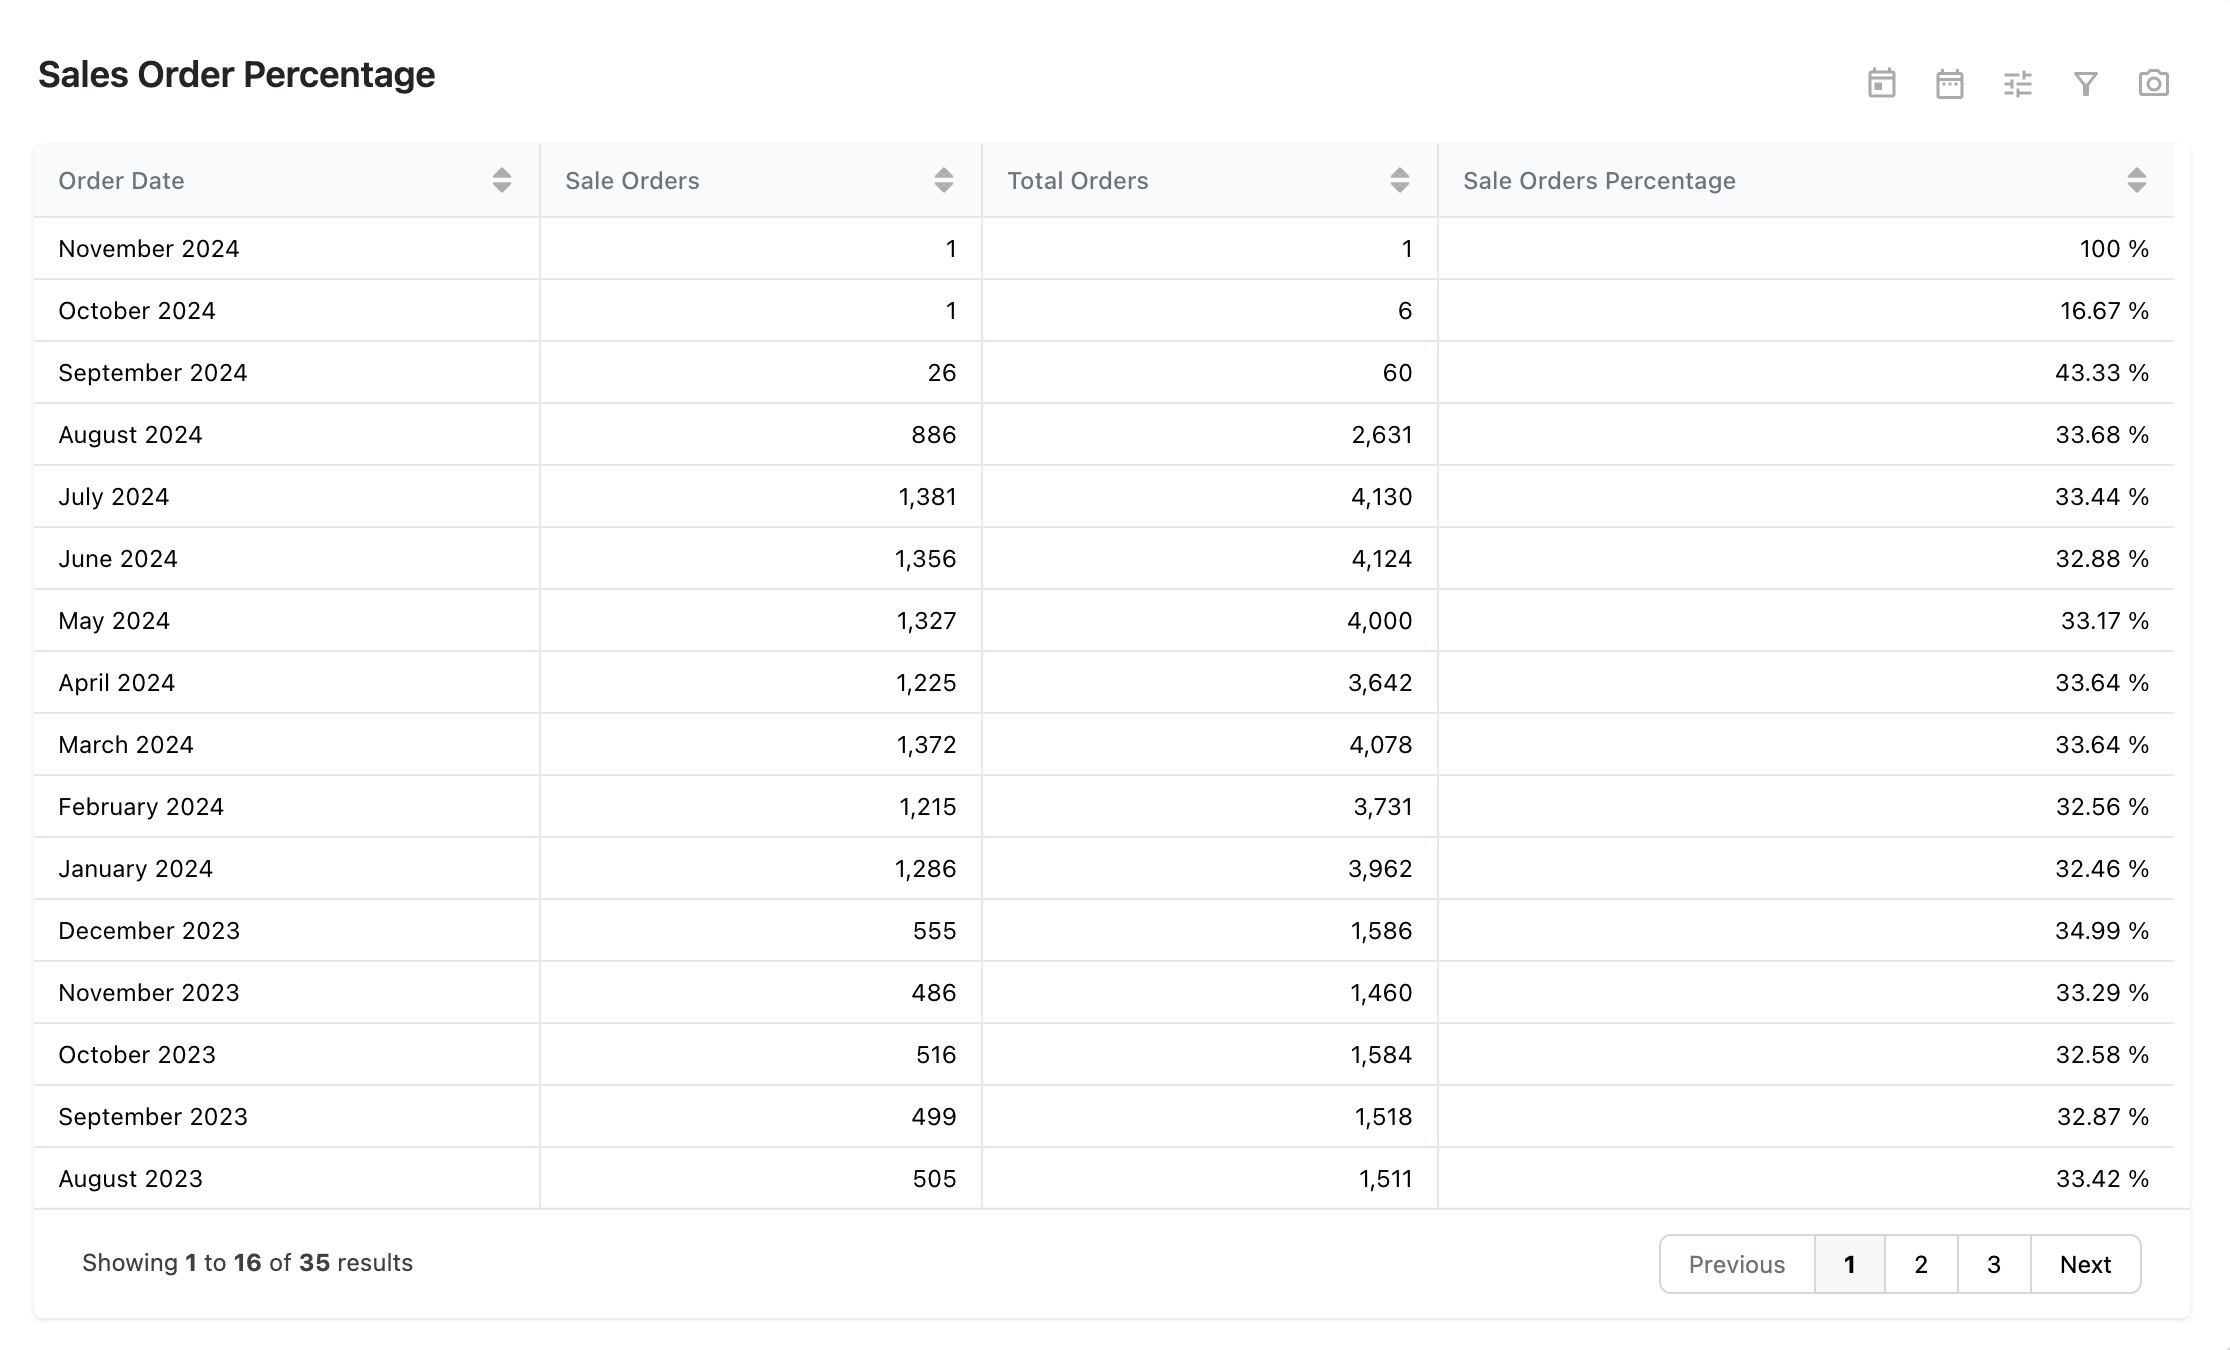 Sales Order Percentage
Order Date Sale Orders Total Orders Sale Orders Percentage
November 2024 1 1 100 %
October 2024 1 6 16.67 %
September 2024 26 60 43.33 %
August 2024 886 2,631 33.68 %
July 2024 1,381 4,130 33.44 %
June 2024 1,356 4,124 32.88 %
May 2024 1,327 4,000 33.17 %
April 2024 1,225 3,642 33.64 %
March 2024 1,372 4,078 33.64 %
February 2024 1,215 3,731 32.56 %
January 2024 1,286 3,962 32.46 %
December 2023 555 1,586 34.99 %
November 2023 486 1,460 33.29 %
October 2023 516 1,584 32.58 %
September 2023 499 1,518 32.87 %
August 2023 505 1,511 33.42 %
Showing 1 to 16 of 35 results Previous 1 2 3 Next